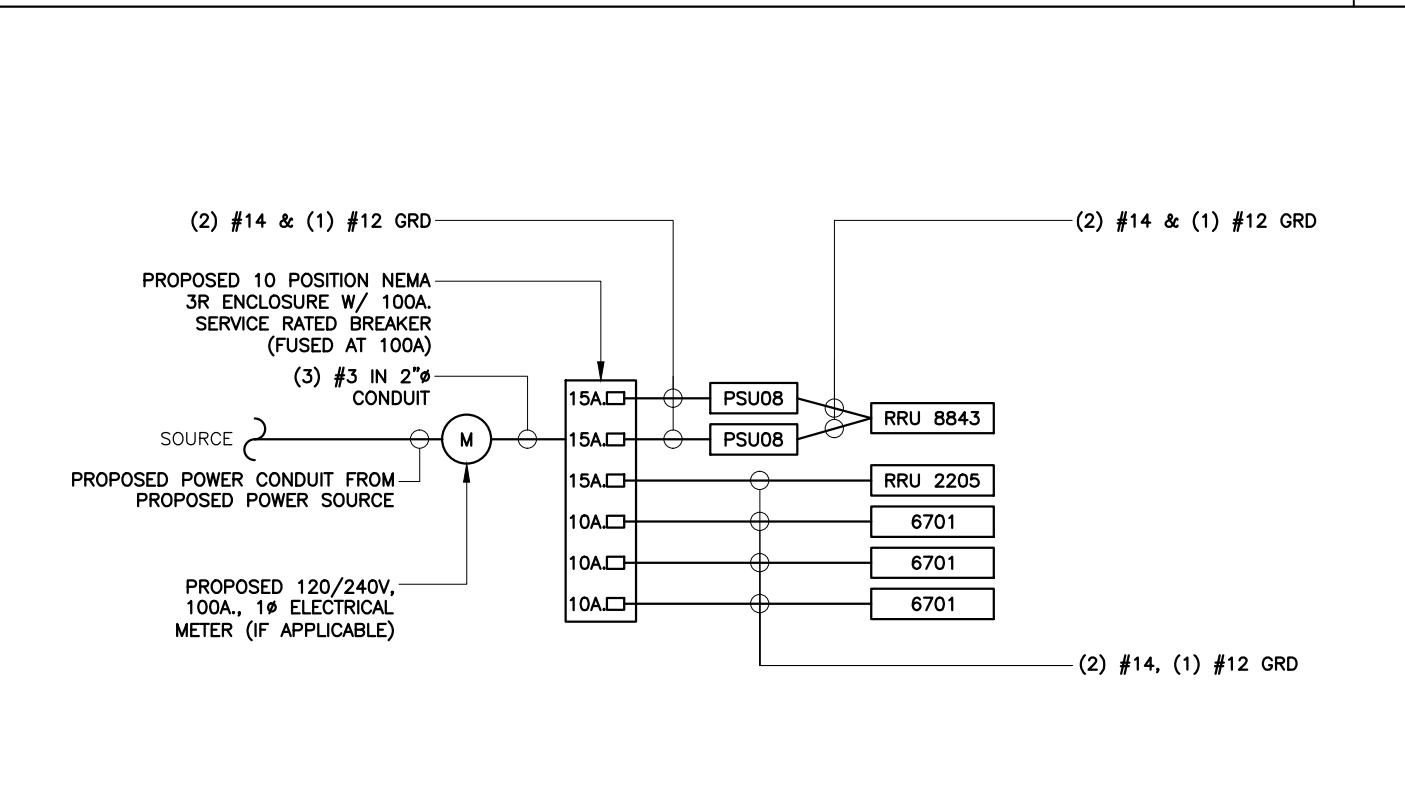 (2) #14 & (1) #12 GRD
(2) #14 & (1) #12 GRD
PROPOSED 10 POSITION NEMA
3R ENCLOSURE W/ 100A.
SERVICE RATED BREAKER
(FUSED AT 100A)
(3) #3 IN 2"ø
CONDUIT
SOURCE
M
PROPOSED POWER CONDUIT FROM
PROPOSED POWER SOURCE
PROPOSED 120/240V,
100A., 1ø ELECTRICAL
METER (IF APPLICABLE)
15A.
PSU08
15A.
PSU08
RRU 8843
15A.
RRU 2205
10A.
6701
10A.
6701
10A.
6701
(2) #14, (1) #12 GRD